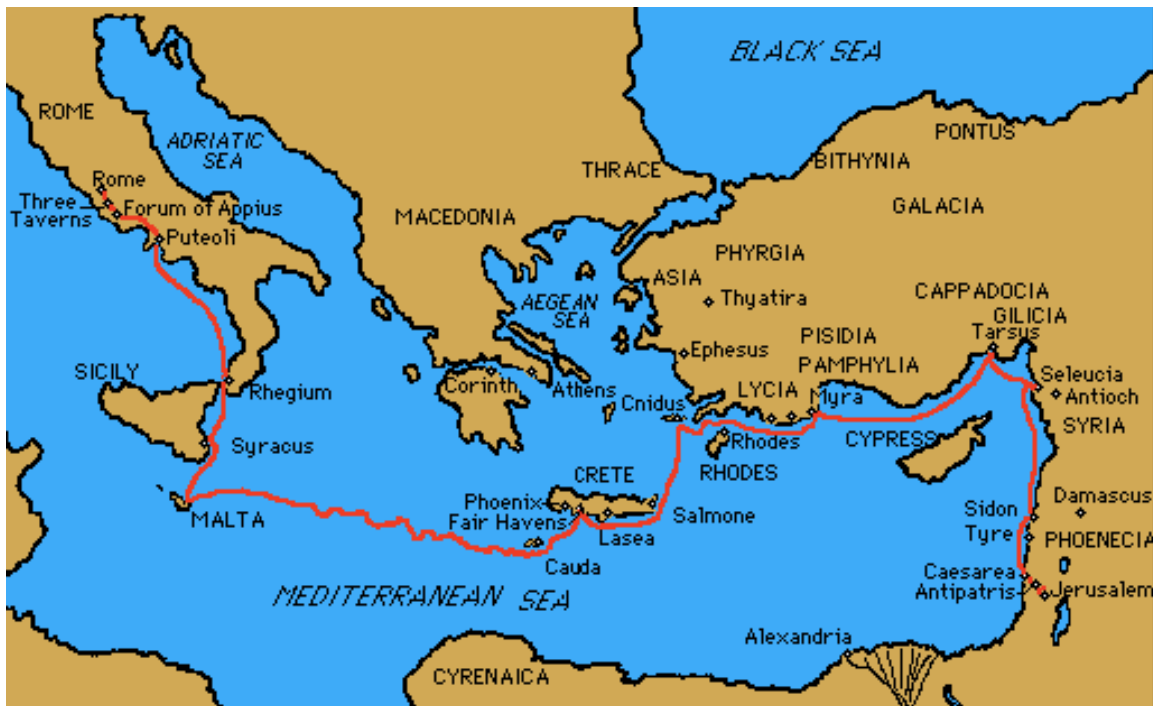 BLACK SEA
ROME
ADRIATIC
SEA
PONTUS
BITHYNIA
THRACE
Rome
Three
Taverns
Forum of Appius
MACEDONIA
GALACIA
Puteoli
PHYRGIA
ASIA
AEGEAN
SEA
Thyatira
CAPPADOCIA
GILICIA
Tarsus
PISIDIA
Ephesus
PAMPHYLIA
SICILY
Rhegium
Corinth
Athens
LYCIA
Myra
Seleucia
Antioch
Cnidus
SYRIA
Syracus
Rhodes
CYPRESS
RHODES
CRETE
Phoenix
Fair Havens
Salmone
Damascus
MALTA
Lasea
Sidon
Tyre
PHOENECIA
Cauda
Caesarea
Antipatris
Jerusalem
MEDITERRANEAN SEA
Alexandria
CYRENAICA